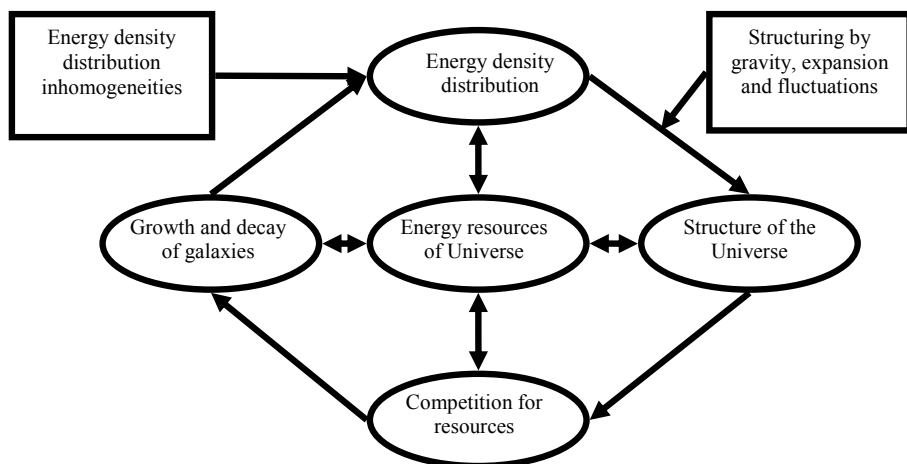 Energy density
distribution
inhomogeneities
Energy density
distribution
Structuring by
gravity, expansion
and fluctuations
Growth and decay
of galaxies
Energy resources
of Universe
Structure of the
Universe
Competition for
resources